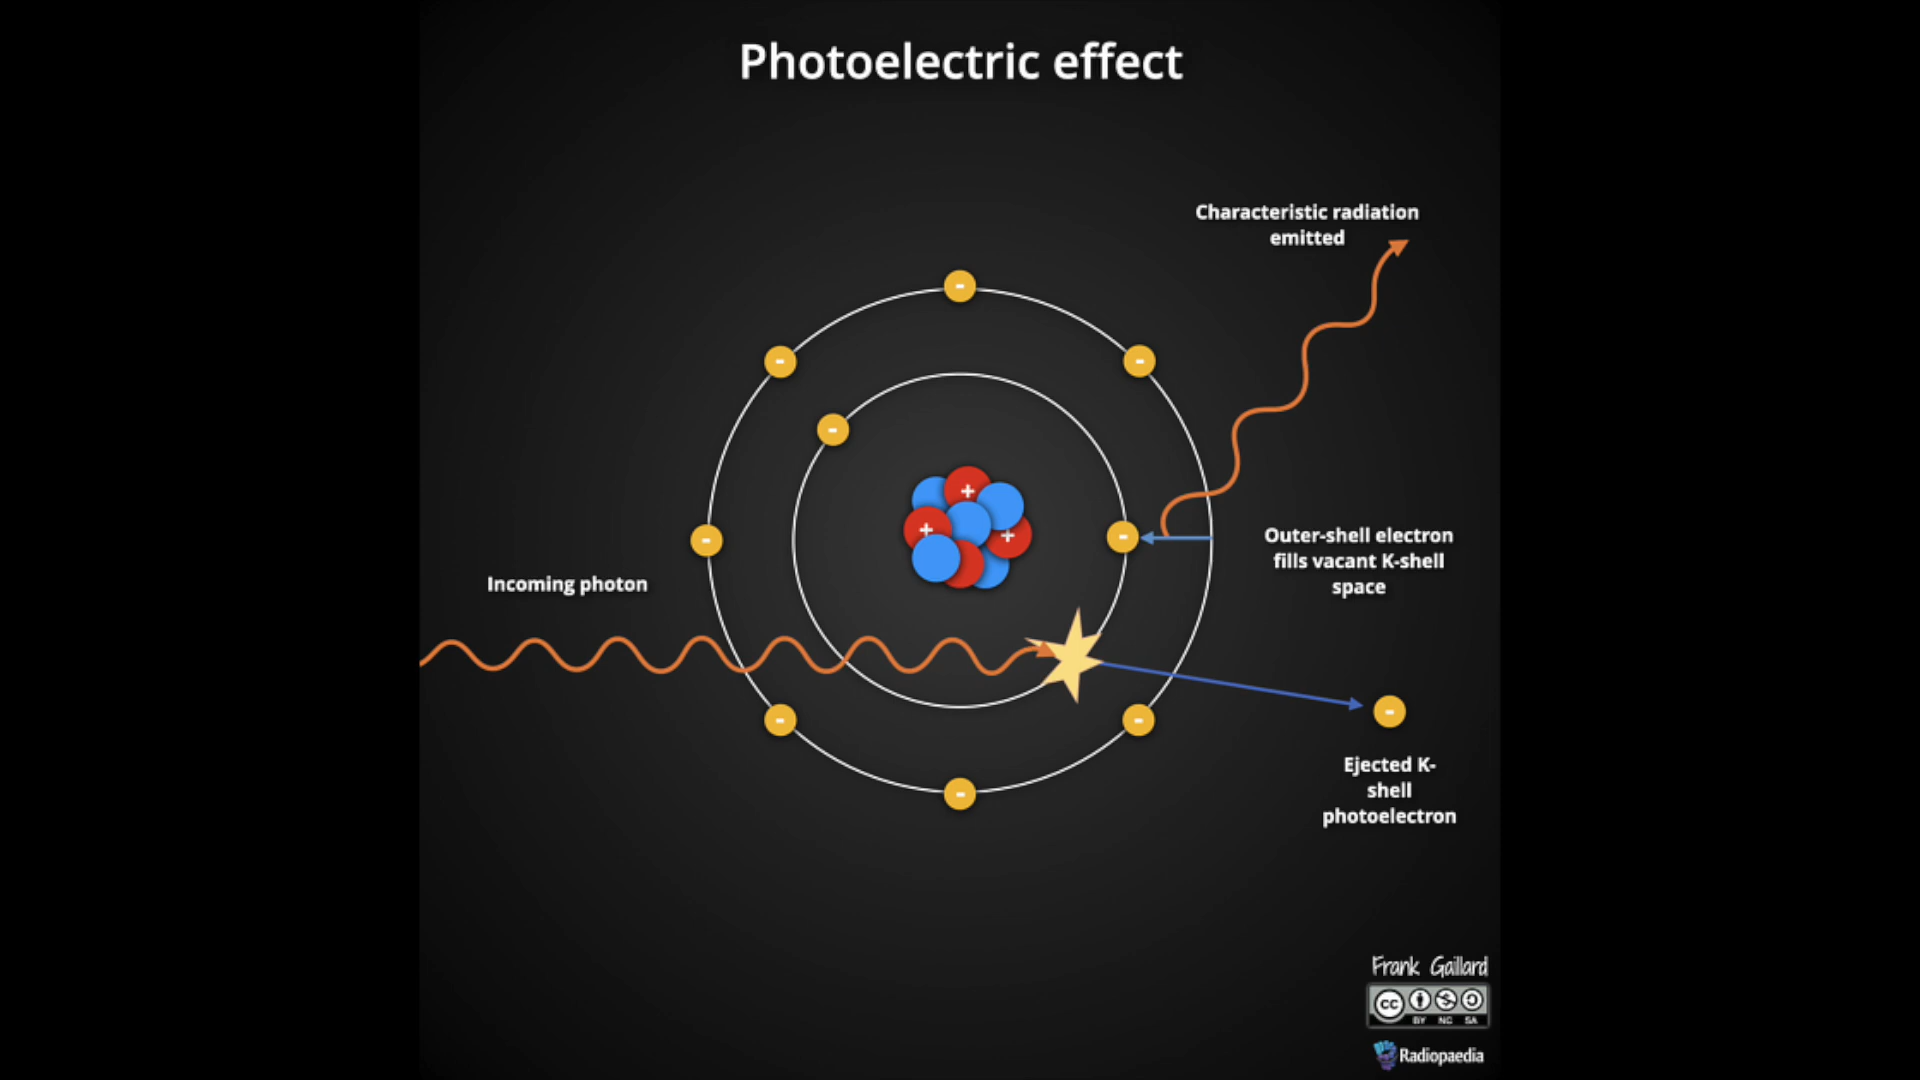 Photoelectric effect
Characteristic radiation
emitted
Outer-shell electron
fills vacant K-shell
space
Incoming photon
Ejected K-
shell
photoelectron
Frank Gaillard
cc
BY NC SA
Radiopaedia